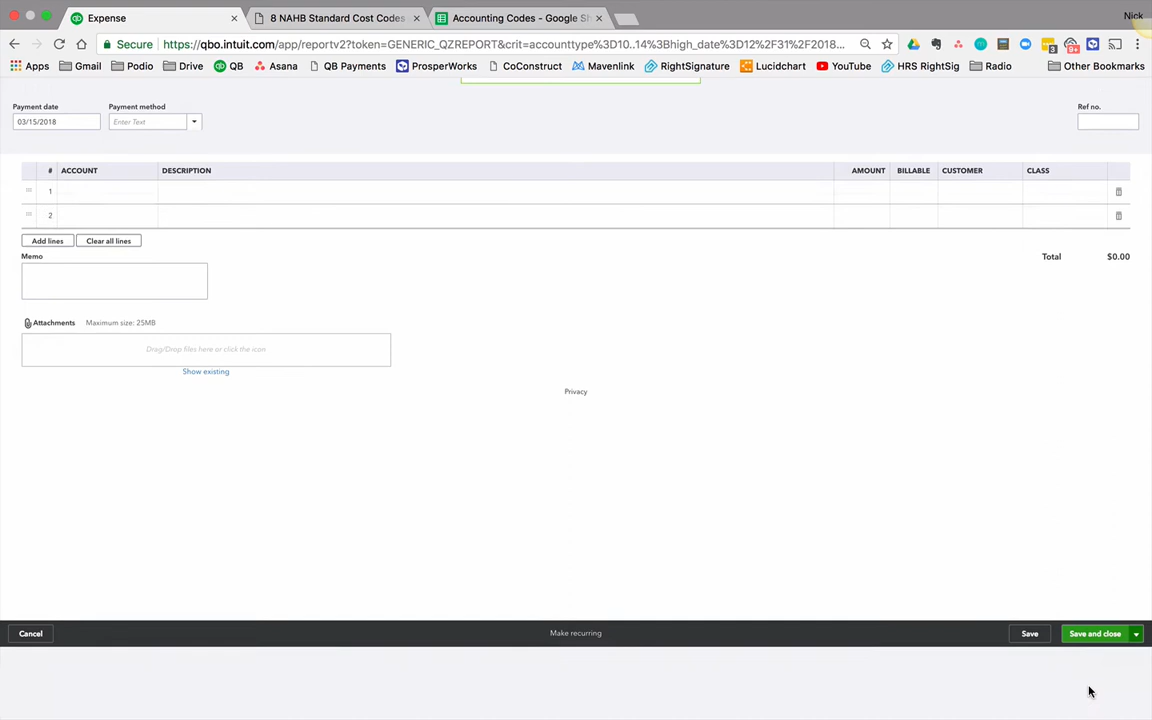 Expense
8 NAHB Standard Cost Codes
Accounting Codes - Google Sh
Nick
Secure
https://qbo.intuit.com/app/reportv2?token=GENERIC_QZREPORT&crit=accounttype%3D10..14%3Bhigh_date%3D12%2F31%2F2018...
Apps Gmail Podio Drive QB Asana QB Payments ProsperWorks CoConstruct Mavenlink RightSignature Lucidchart YouTube HRS RightSig Radio Other Bookmarks
Payment date Payment method Ref no.
03/15/2018 Enter Text
# ACCOUNT DESCRIPTION AMOUNT BILLABLE CUSTOMER CLASS
1
2
Add lines Clear all lines
Memo Total $0.00
Attachments Maximum size: 25MB
Drag/Drop files here or click the icon
Show existing
Privacy
Cancel Make recurring Save Save and close